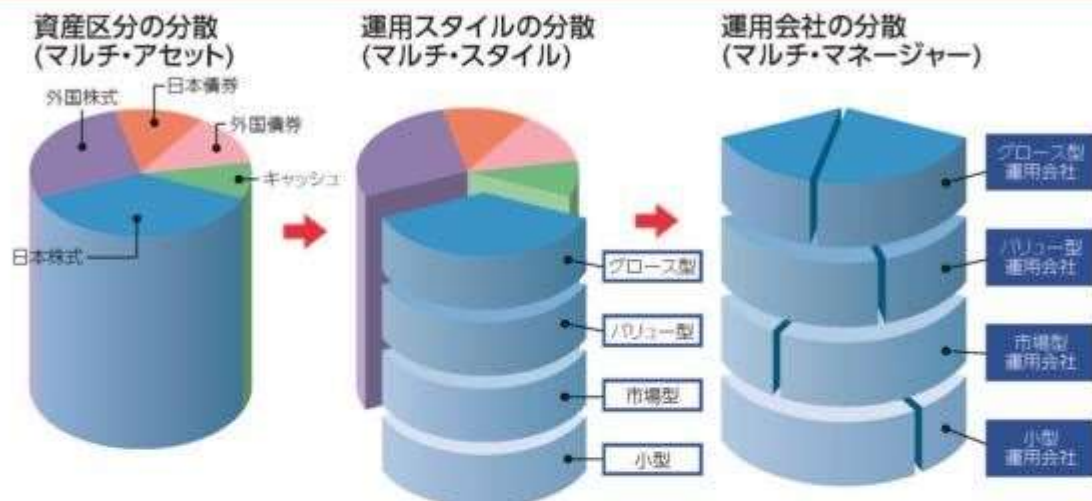 資産区分の分散
(マルチ・アセット)
日本債券
外国株式
外国債券
キャッシュ
日本株式
運用スタイルの分散
(マルチ・スタイル)
グロース型
バリュー型
市場型
小型
運用会社の分散
(マルチ・マネージャー)
グロース型
運用会社
バリュー型
運用会社
市場型
運用会社
小型
運用会社